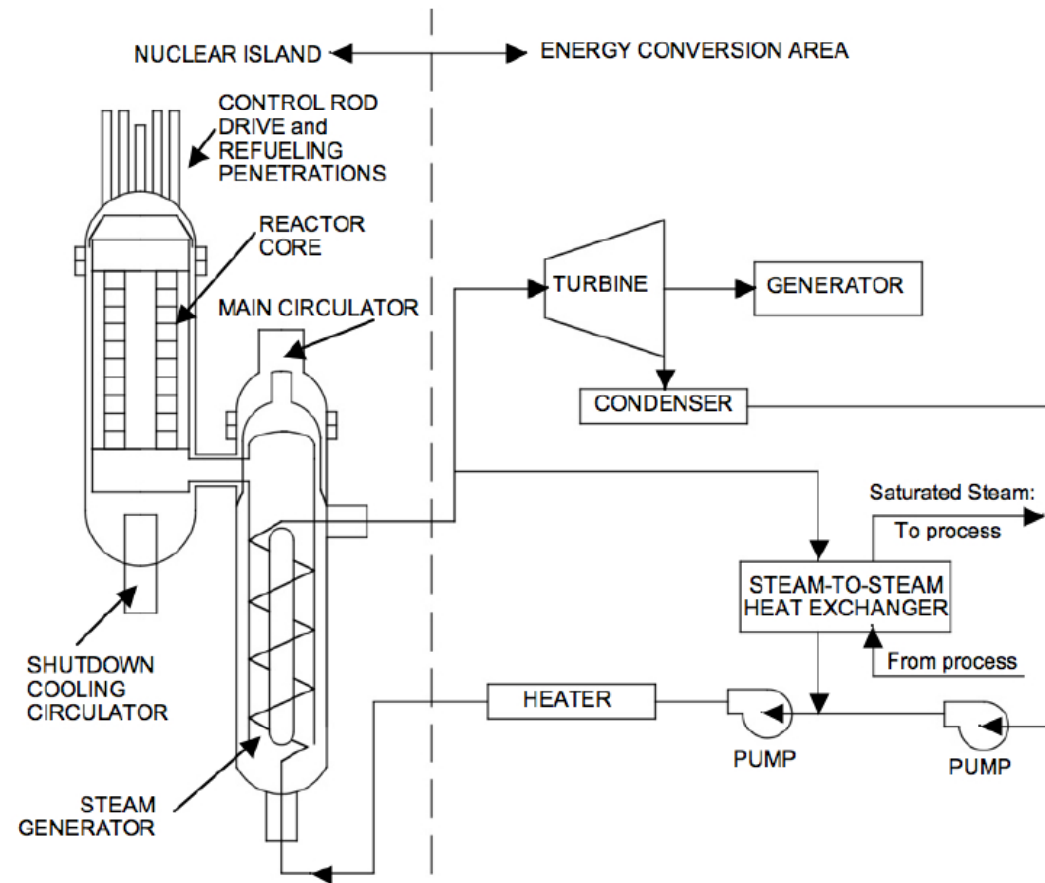 NUCLEAR ISLAND
ENERGY CONVERSION AREA
CONTROL ROD
DRIVE and
REFUELING
PENETRATIONS
REACTOR
CORE
MAIN CIRCULATOR
TURBINE
GENERATOR
CONDENSER
Saturated Steam:
To process
STEAM-TO-STEAM
HEAT EXCHANGER
From process
SHUTDOWN
COOLING
CIRCULATOR
HEATER
PUMP
PUMP
STEAM
GENERATOR